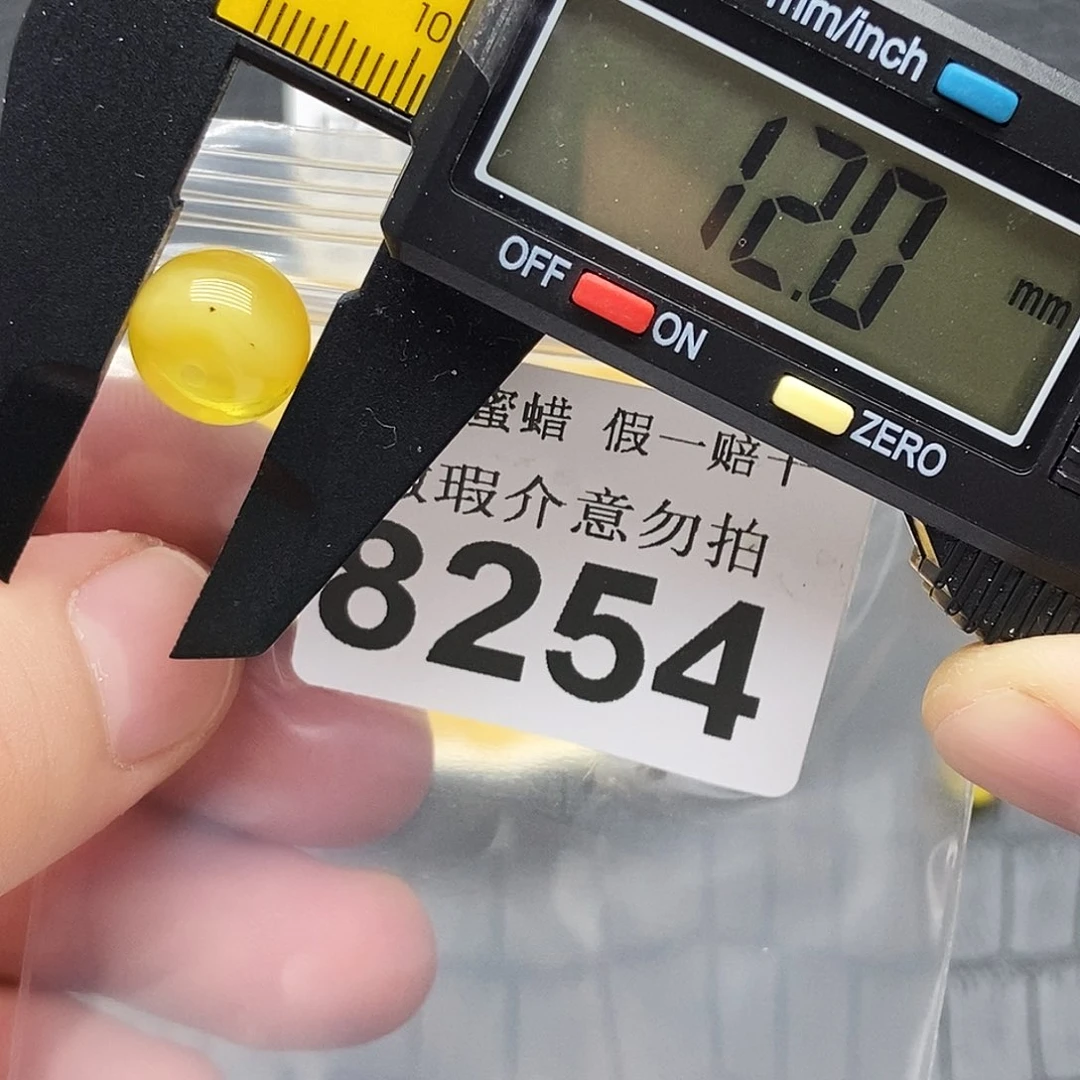 10
mm/inch
12.0 mm
OFF ON
ZERO
蜜蜡 假一赔十
微瑕介意勿拍
8254